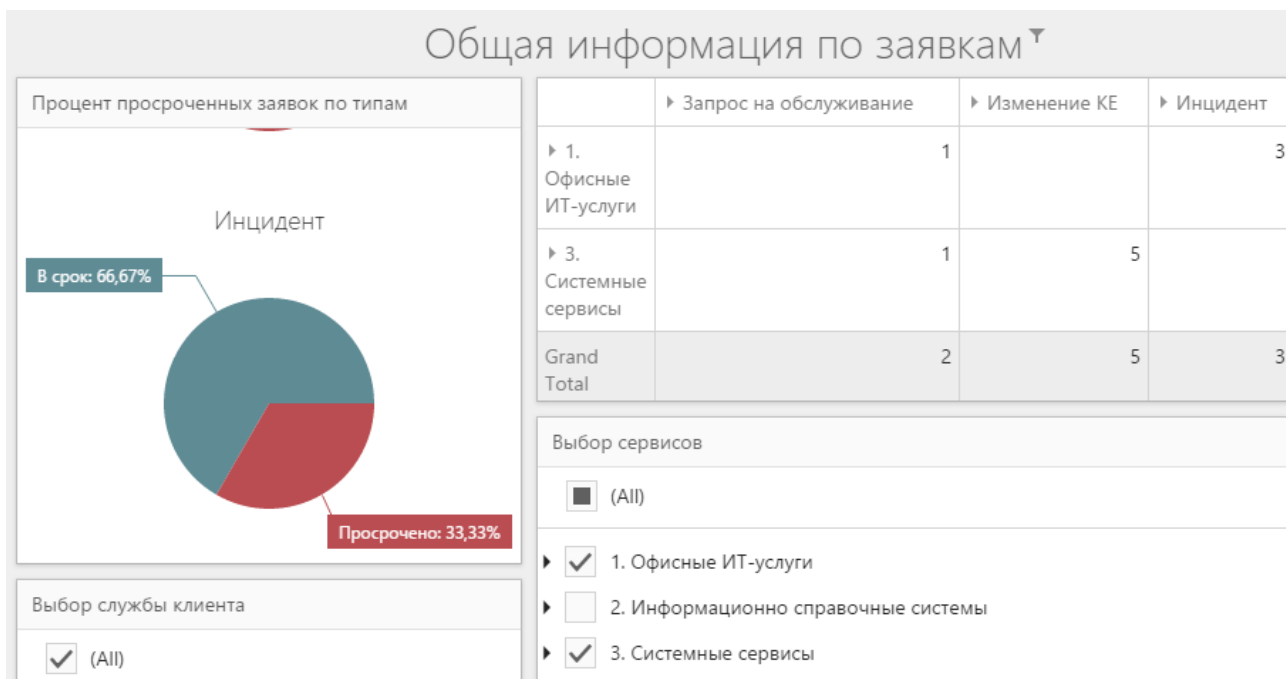 Общая информация по заявкам
Процент просроченных заявок по типам
Инцидент
В срок: 66,67%
Просрочено: 33,33%
Выбор службы клиента
(All)
Запрос на обслуживание Изменение КЕ Инцидент
1. 1 3
Офисные
ИТ-услуги
3. 1 5
Системные
сервисы
Grand 2 5 3
Total
Выбор сервисов
(All)
1. Офисные ИТ-услуги
2. Информационно справочные системы
3. Системные сервисы